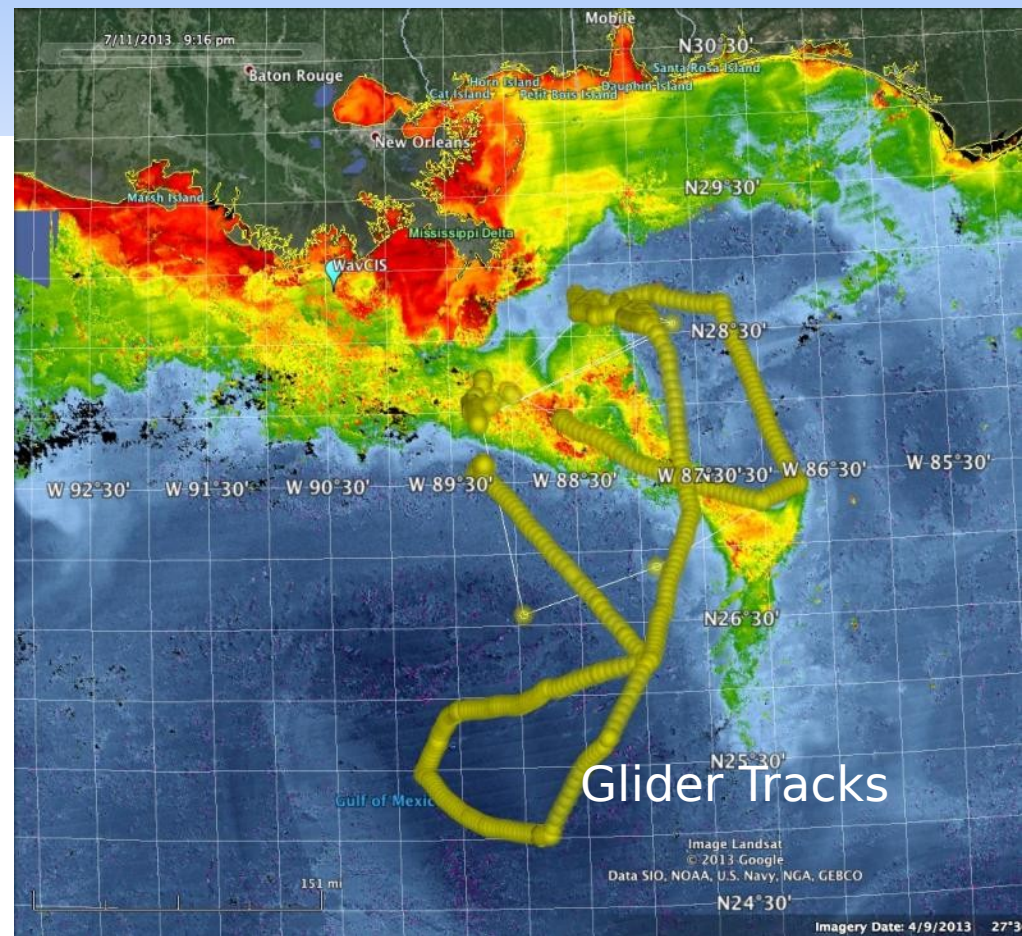 7/11/2013 9:16 pm
Mobile
N30°30'
Baton Rouge
Santa Rosa Island
Horn Island
Dauphin Island
Cat Island
Petit Bois Island
New Orleans
N29°30'
Marsh Island
Mississippi Delta
WavCIS
N28°30'
W 92°30' W 91°30' W 90°30' W 89°30' W 88°30' W 87°30' W 86°30' W 85°30'
N26°30'
N25°30'
Glider Tracks
Gulf of Mexic
Image Landsat
© 2013 Google
Data SIO, NOAA, U.S. Navy, NGA, GEBCO
151 mi
N24°30'
Imagery Date: 4/9/2013